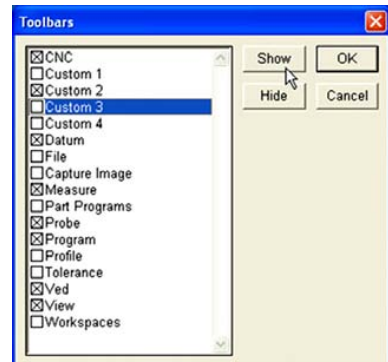 Toolbars
CNC
Custom 1
Custom 2
Custom 3
Custom 4
Datum
File
Capture Image
Measure
Part Programs
Probe
Program
Profile
Tolerance
Ved
View
Workspaces
Show
OK
Hide
Cancel